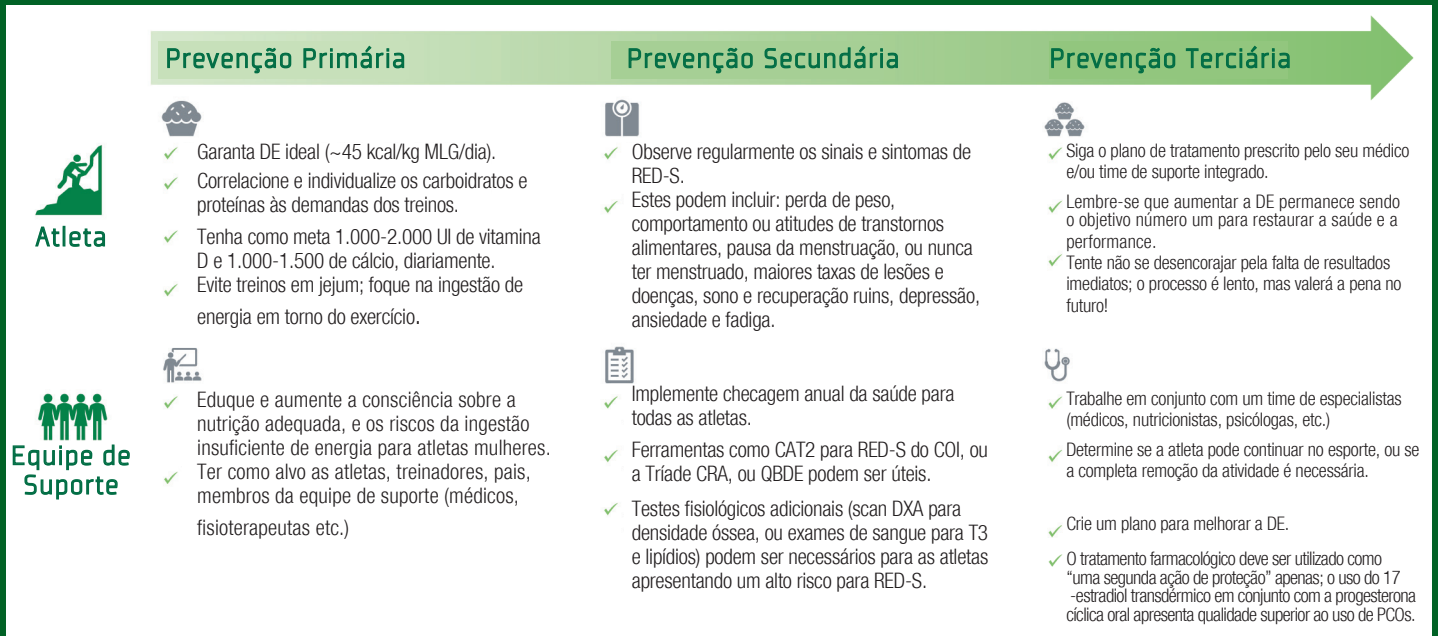 Prevenção Primária
Prevenção Secundária
Prevenção Terciária
Atleta
Garanta DE ideal (~45 kcal/kg MLG/dia).
Correlacione e individualize os carboidratos e
proteínas às demandas dos treinos.
Tenha como meta 1.000-2.000 UI de vitamina
D e 1.000-1.500 de cálcio, diariamente.
Evite treinos em jejum; foque na ingestão de
energia em torno do exercício.
Observe regularmente os sinais e sintomas de
RED-S.
Estes podem incluir: perda de peso,
comportamento ou atitudes de transtornos
alimentares, pausa da menstruação, ou nunca
ter menstruado, maiores taxas de lesões e
doenças, sono e recuperação ruins, depressão,
ansiedade e fadiga.
Siga o plano de tratamento prescrito pelo seu médico
e/ou time de suporte integrado.
Lembre-se que aumentar a DE permanece sendo
o objetivo número um para restaurar a saúde e a
performance.
Tente não se desencorajar pela falta de resultados
imediatos; o processo é lento, mas valerá a pena no
futuro!
Equipe de
Suporte
Eduque e aumente a consciência sobre a
nutrição adequada, e os riscos da ingestão
insuficiente de energia para atletas mulheres.
Ter como alvo as atletas, treinadores, pais,
membros da equipe de suporte (médicos,
fisioterapeutas etc.)
Implemente checagem anual da saúde para
todas as atletas.
Ferramentas como CAT2 para RED-S do COI, ou
a Tríade CRA, ou QBDE podem ser úteis.
Testes fisiológicos adicionais (scan DXA para
densidade óssea, ou exames de sangue para T3
e lipídios) podem ser necessários para as atletas
apresentando um alto risco para RED-S.
Trabalhe em conjunto com um time de especialistas
(médicos, nutricionistas, psicólogas, etc.)
Determine se a atleta pode continuar no esporte, ou se
a completa remoção da atividade é necessária.
Crie um plano para melhorar a DE.
O tratamento farmacológico deve ser utilizado como
“uma segunda ação de proteção” apenas; o uso do 17
-estradiol transdérmico em conjunto com a progesterona
cíclica oral apresenta qualidade superior ao uso de PCOs.